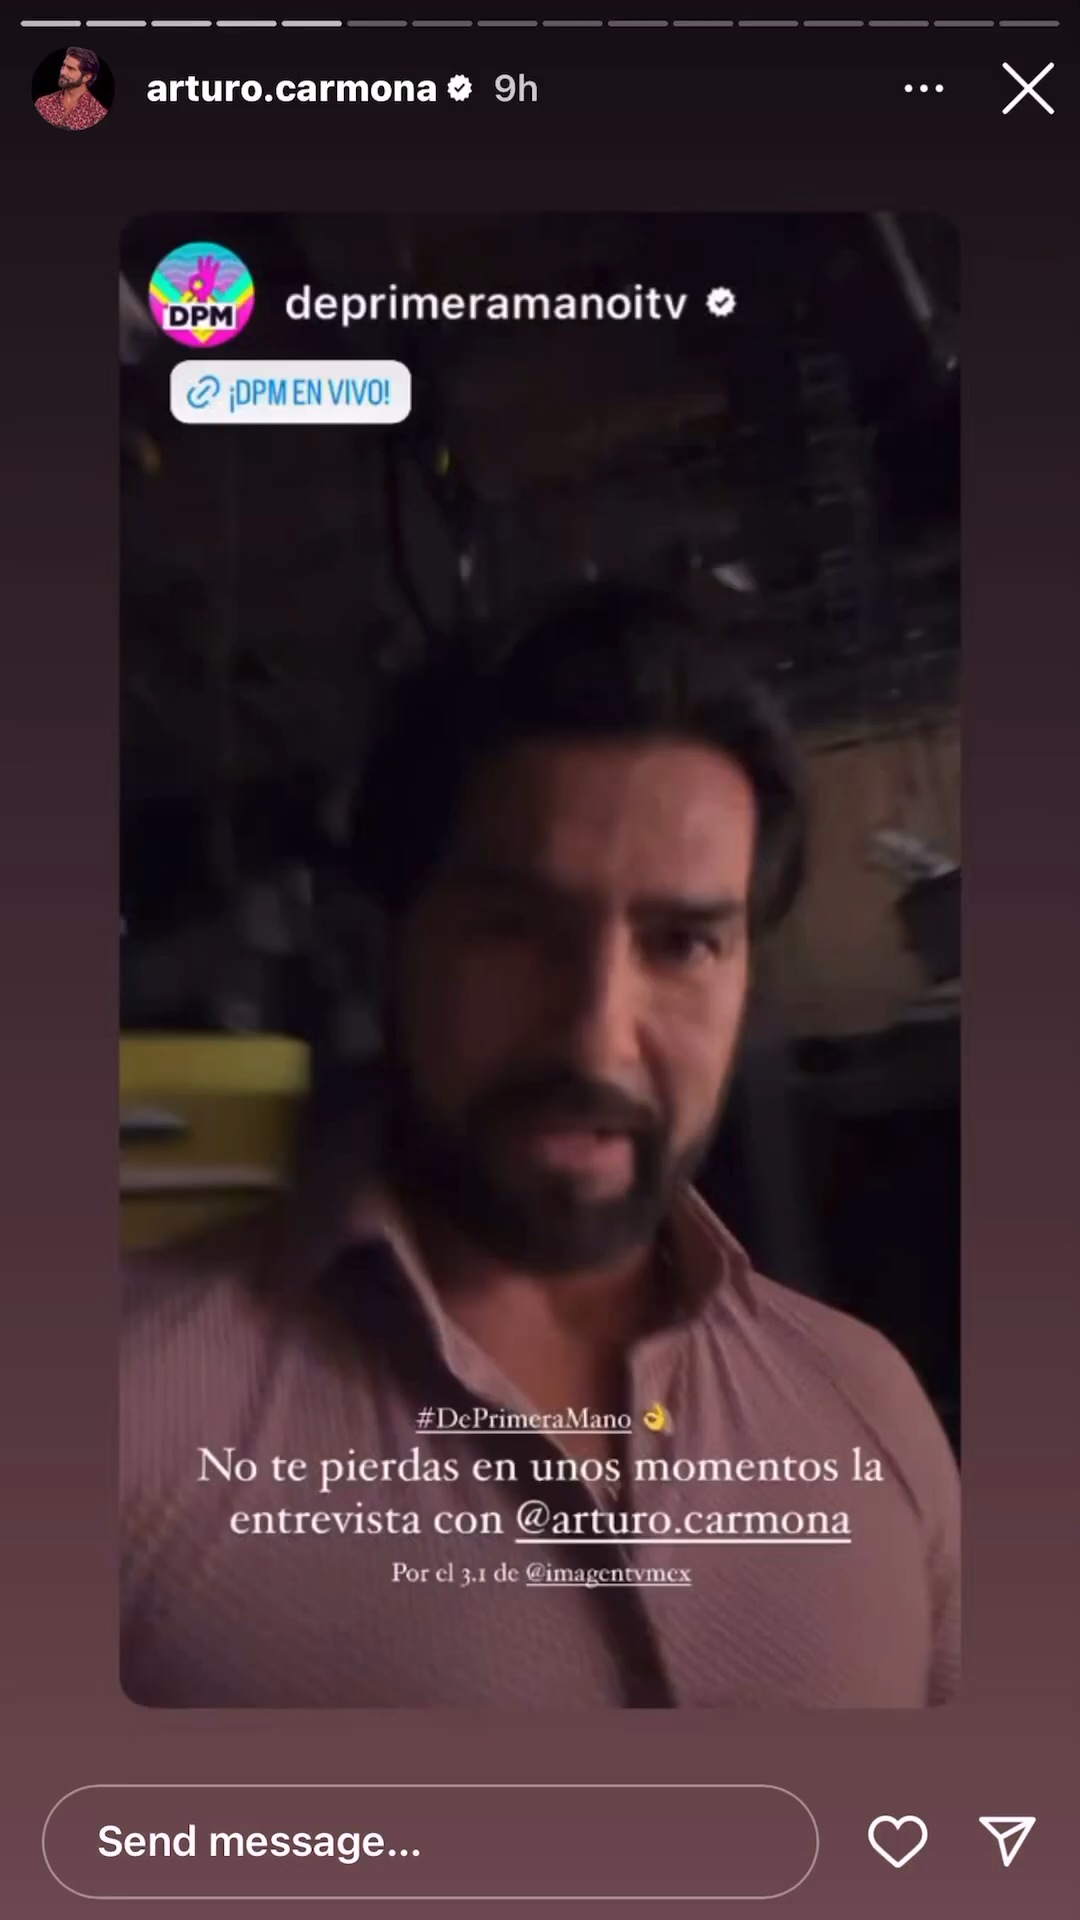 arturo.carmona 9h
deprimeramanoitv
DPM
¡DPM EN VIVO!
#DePrimeraMano 👌
No te pierdas en unos momentos la
entrevista con @arturo.carmona
Por el 3.1 de @imagentvmex
Send message...